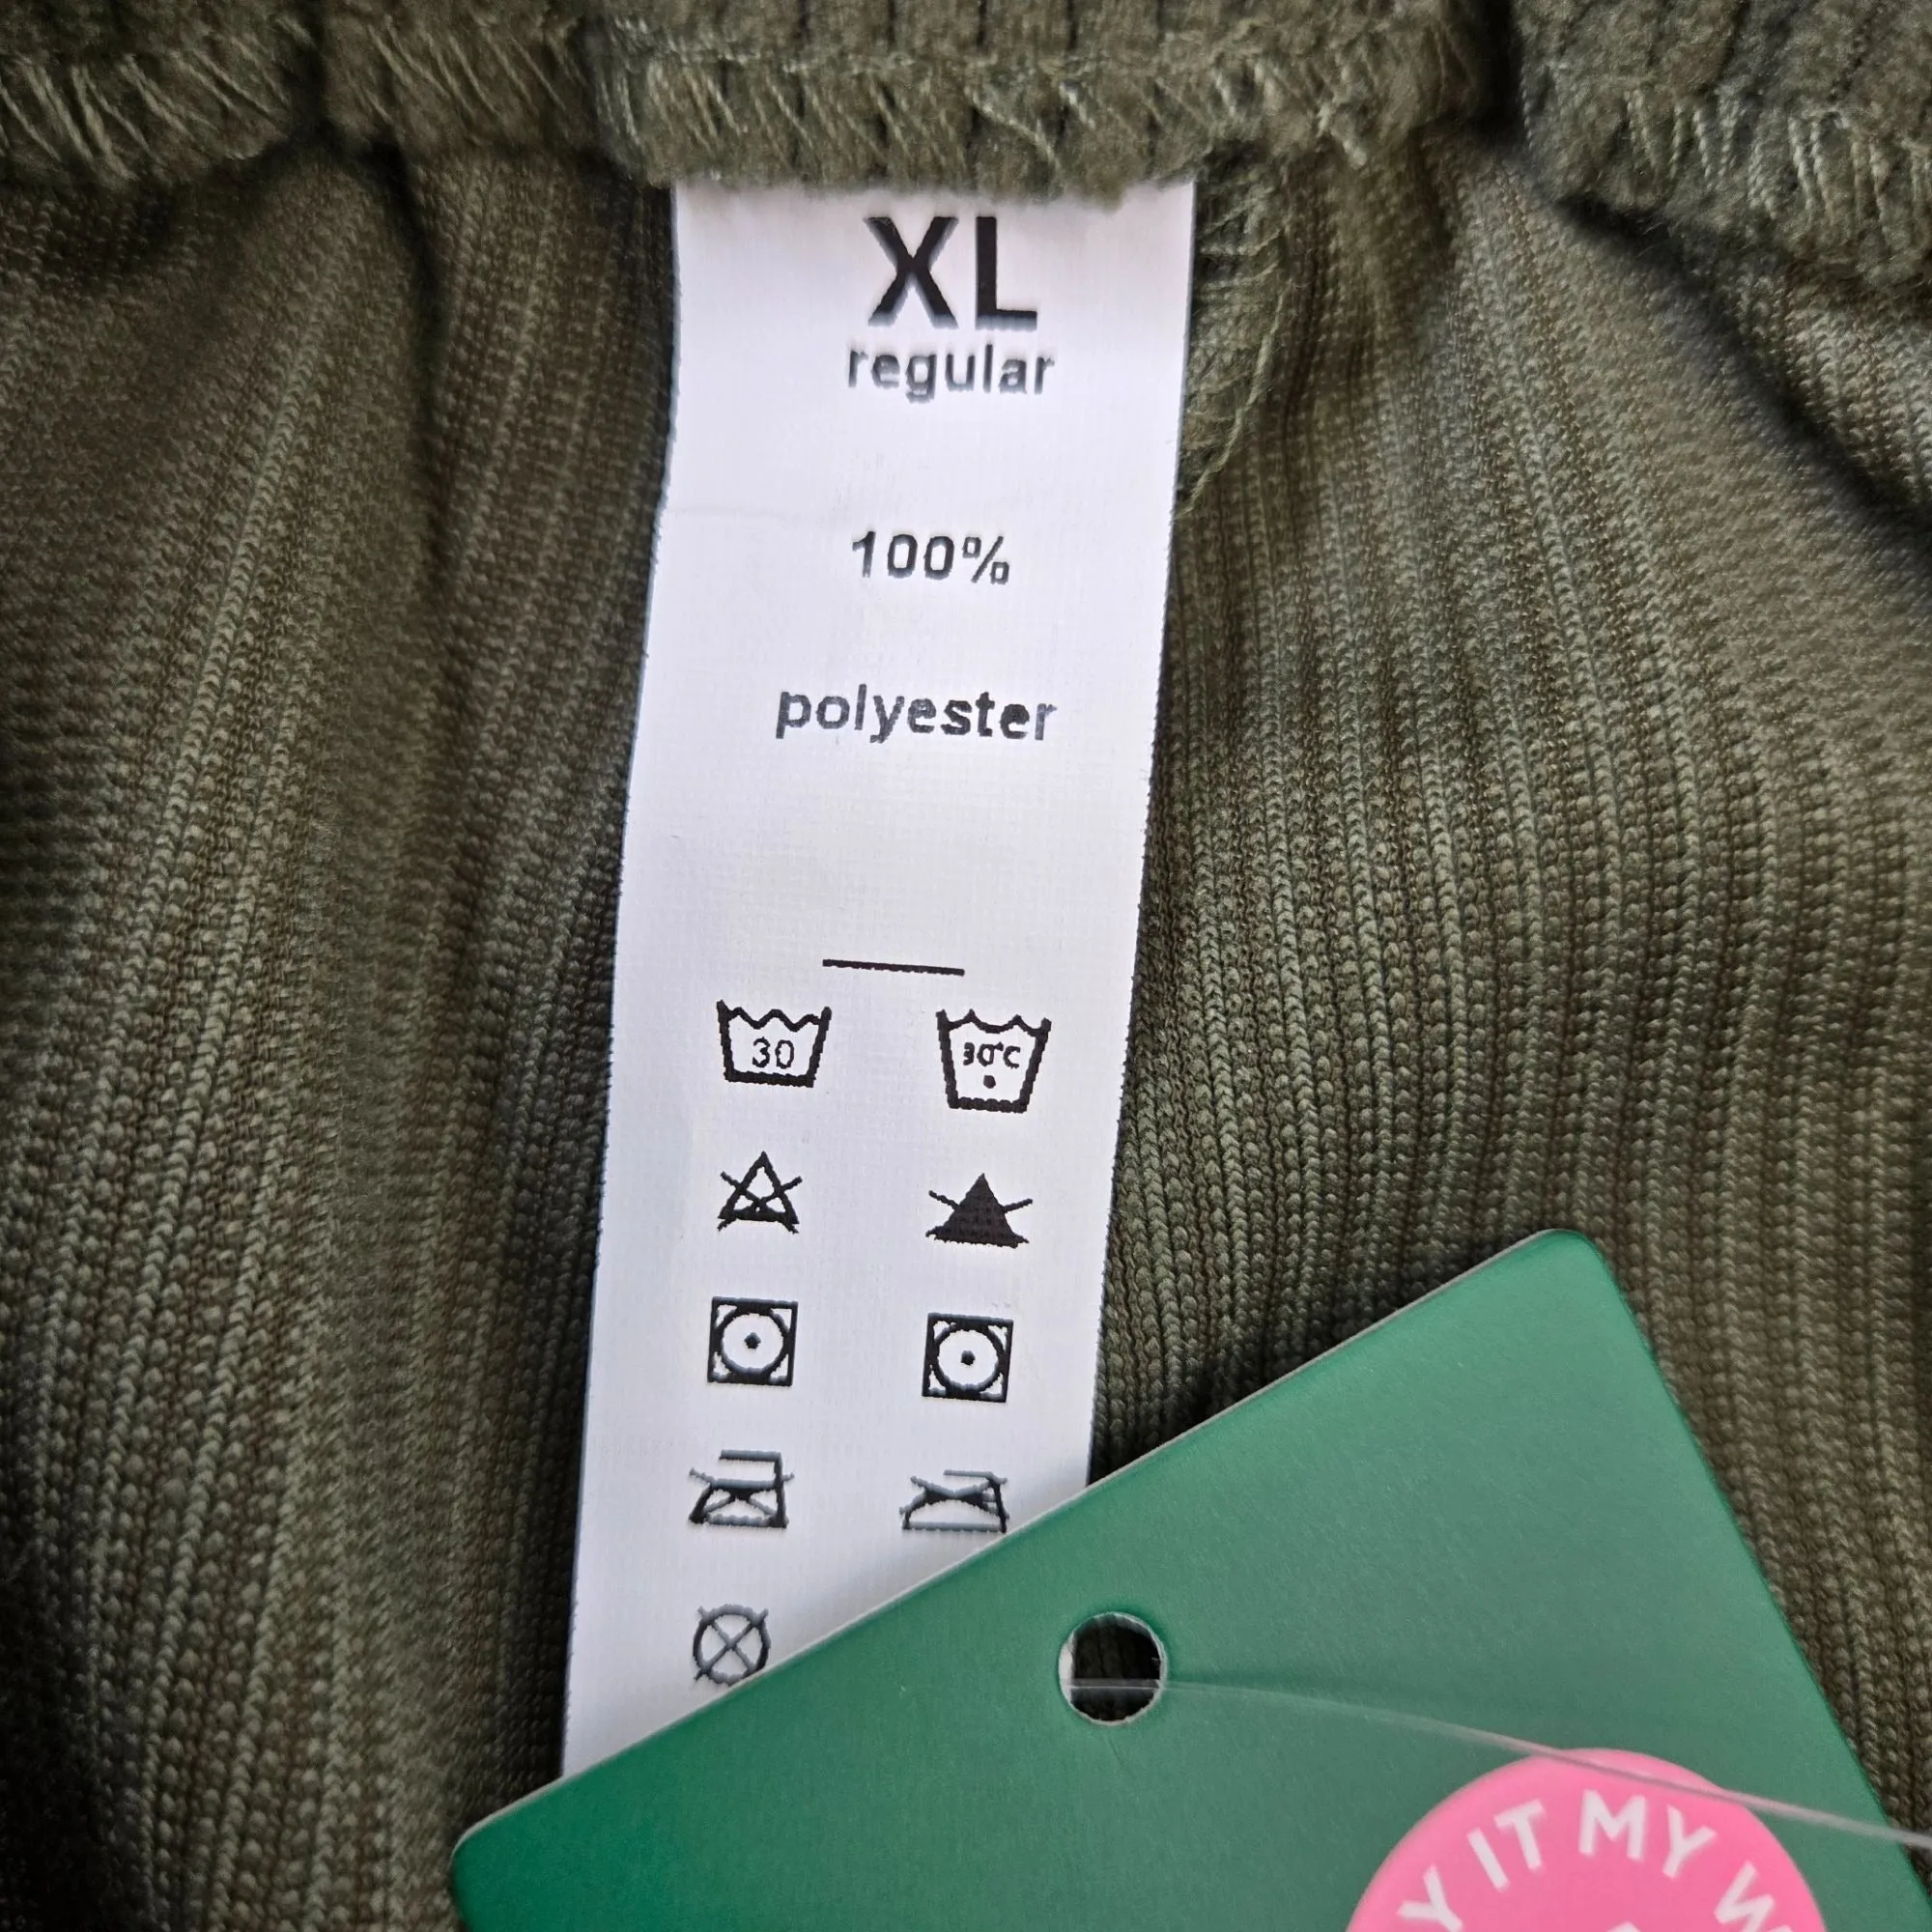 XL
regular
100%
polyester
30
30°C
IT MY